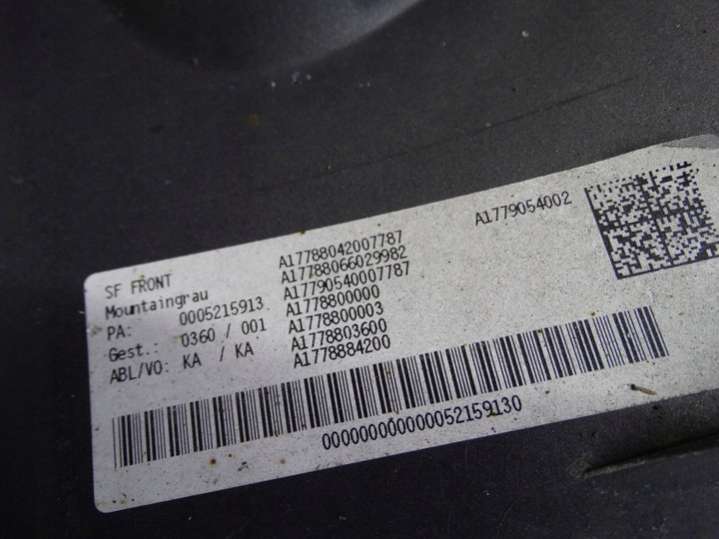 SF FRONT
Mountaingrau
PA: 0005215913
Gest.: 0360 / 001
ABL/VO: KA / KA
A17788042007787
A17788066029982
A17790540007787
A1778800000
A1778800003
A1778803600
A1778884200
A1779054002
000000000000052159130